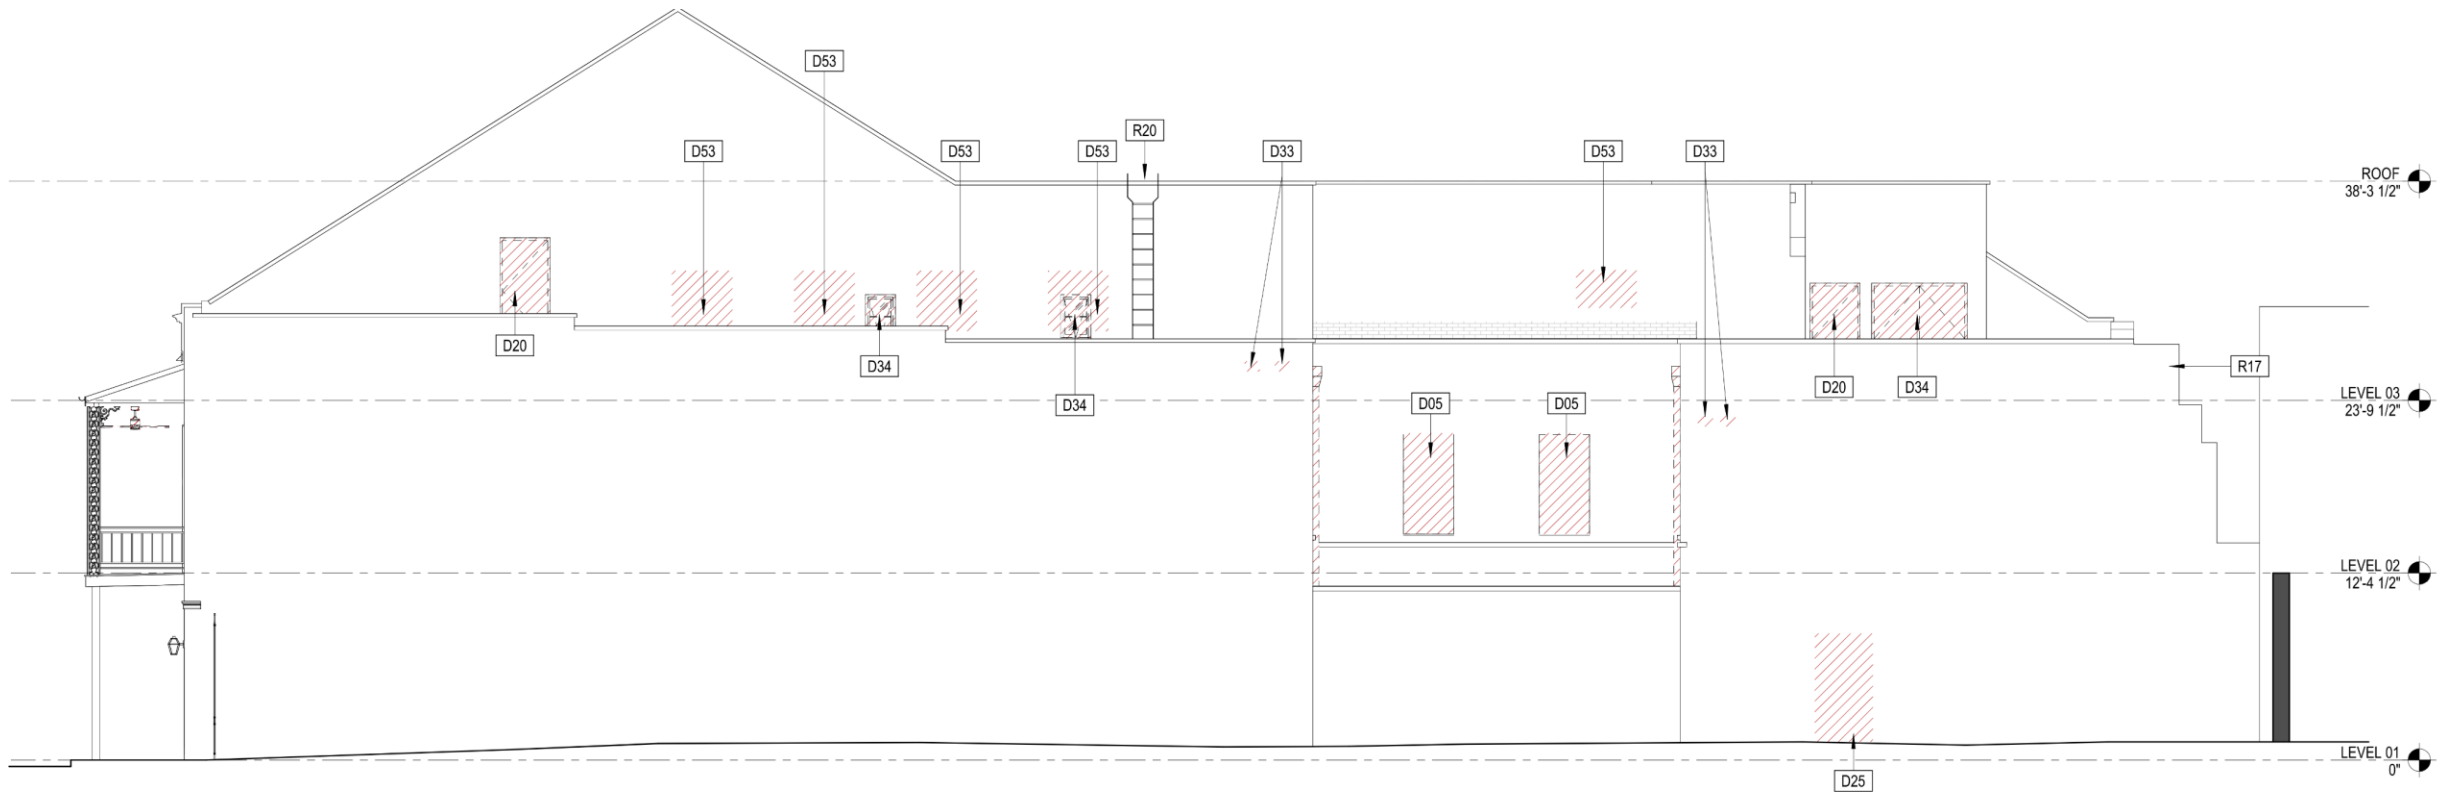 D53
R20
D53
D53
D53
D33
D53
D33
ROOF
38'-3 1/2"
D20
D34
D34
R17
D20
D34
LEVEL 03
23'-9 1/2"
D05
D05
LEVEL 02
12'-4 1/2"
LEVEL 01
0"
D25